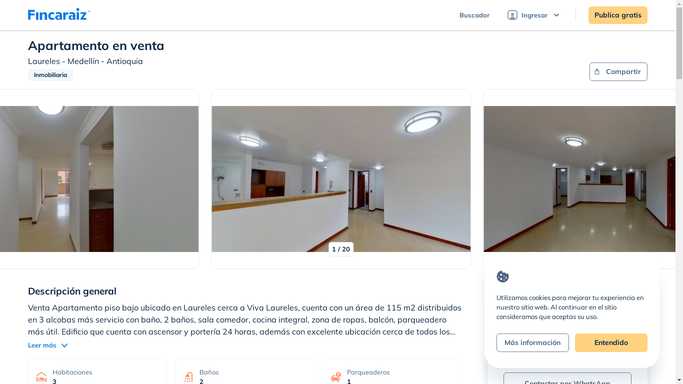 Fincaraiz
Buscador
Ingresar
Publica gratis
Apartamento en venta
Laureles - Medellín - Antioquia
Inmobiliaria
Compartir
1 / 20
Descripción general
Venta Apartamento piso bajo ubicado en Laureles cerca a Viva Laureles, cuenta con un área de 115 m2 distribuidos
en 3 alcobas más servicio con baño, 2 baños, sala comedor, cocina integral, zona de ropas, balcón, parqueadero
más útil. Edificio que cuenta con ascensor y portería 24 horas, además con excelente ubicación cerca de todos los...
Leer más
Habitaciones
3
Baños
2
Parqueaderos
1
Utilizamos cookies para mejorar tu experiencia en
nuestro sitio web. Al continuar en el sitio
consideramos que aceptas su uso.
Más información
Entendido
Contactar por WhatsApp